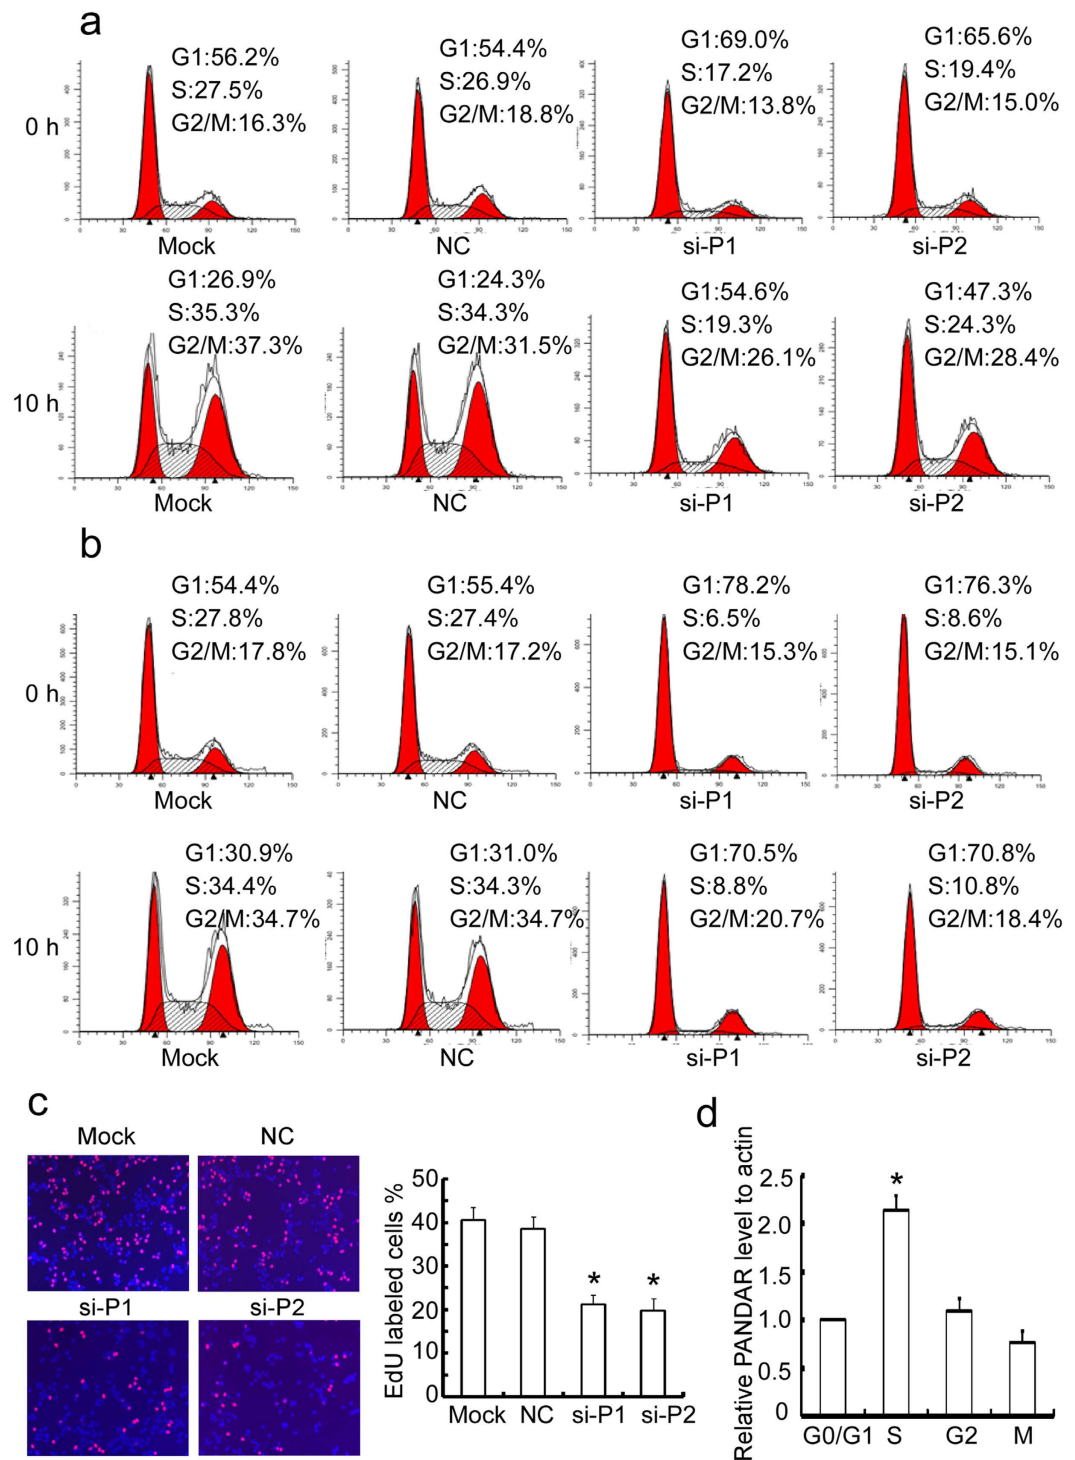 a
G1:56.2%
S:27.5%
G2/M:16.3%
G1:54.4%
S:26.9%
G2/M:18.8%
G1:69.0%
S:17.2%
G2/M:13.8%
G1:65.6%
S:19.4%
G2/M:15.0%
0 h
Mock
NC
si-P1
si-P2
G1:26.9%
S:35.3%
G2/M:37.3%
G1:24.3%
S:34.3%
G2/M:31.5%
G1:54.6%
S:19.3%
G2/M:26.1%
G1:47.3%
S:24.3%
G2/M:28.4%
10 h
Mock
NC
si-P1
si-P2
b
G1:54.4%
S:27.8%
G2/M:17.8%
G1:55.4%
S:27.4%
G2/M:17.2%
G1:78.2%
S:6.5%
G2/M:15.3%
G1:76.3%
S:8.6%
G2/M:15.1%
0 h
Mock
NC
si-P1
si-P2
G1:30.9%
S:34.4%
G2/M:34.7%
G1:31.0%
S:34.3%
G2/M:34.7%
G1:70.5%
S:8.8%
G2/M:20.7%
G1:70.8%
S:10.8%
G2/M:18.4%
10 h
Mock
NC
si-P1
si-P2
c
Mock
NC
si-P1
si-P2
EdU labeled cells %
50
40
30
20
10
0
* *
Mock NC si-P1 si-P2
d
Relative PANDAR level to actin
2.5
2.0
1.5
1.0
0.5
0
*
G0/G1 S G2 M